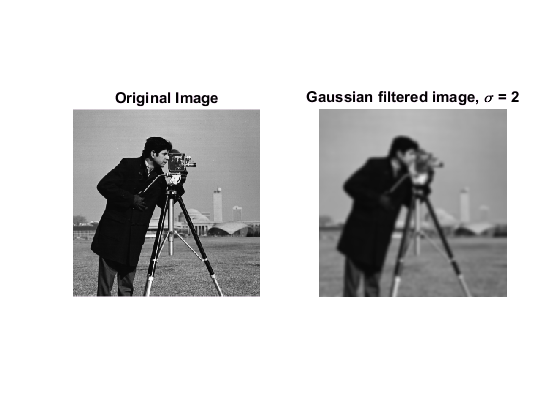 Original Image
Gaussian filtered image, σ = 2